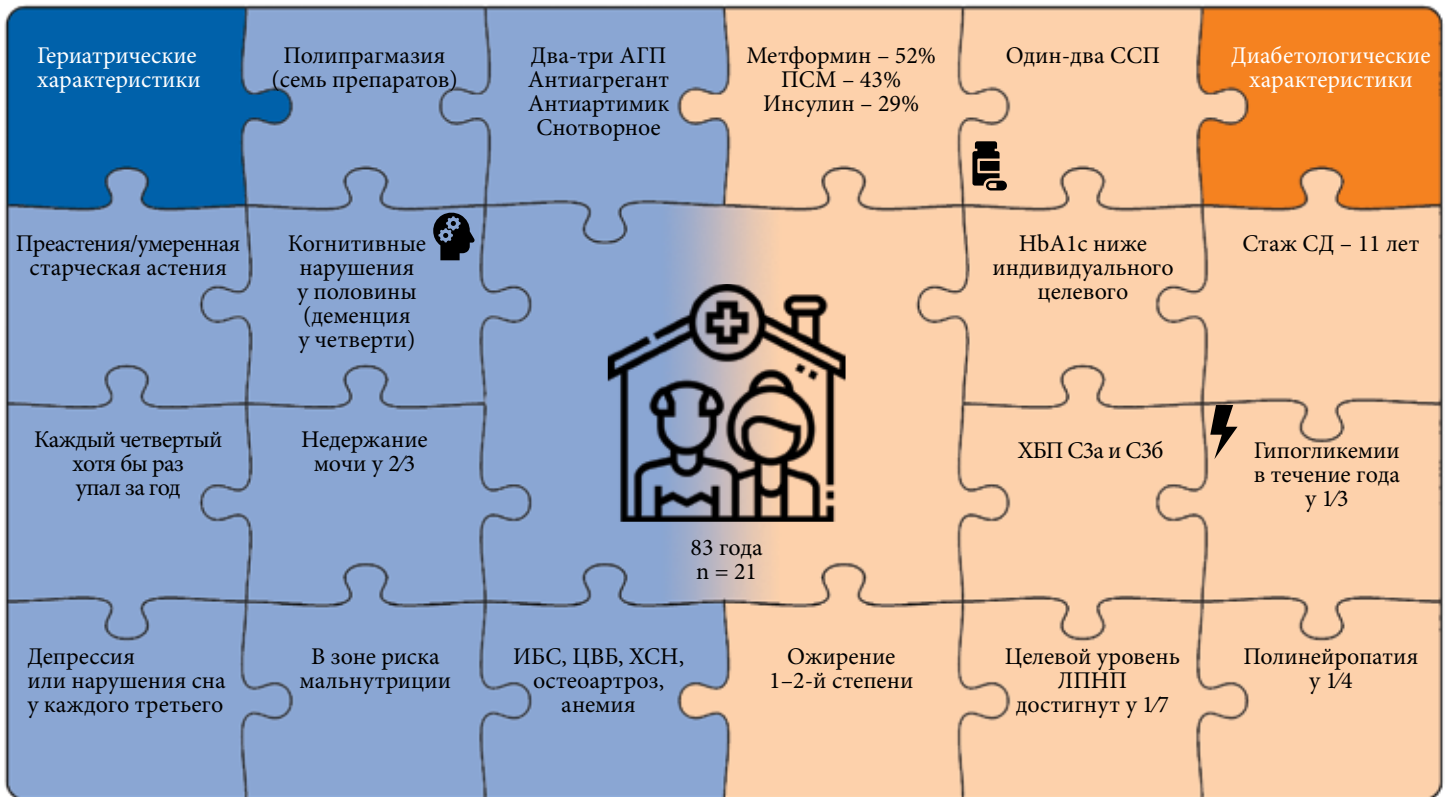 Гериатрические
характеристики
Полипрагмазия
(семь препаратов)
Два-три АГП
Антиагрегант
Антиартимик
Снотворное
Метформин – 52%
ПСМ – 43%
Инсулин – 29%
Один-два ССП
Диабетологические
характеристики
Преастения/умеренная
старческая астения
Когнитивные
нарушения
у половины
(деменция
у четверти)
HbA1c ниже
индивидуального
целевого
Стаж СД – 11 лет
Каждый четвертый
хотя бы раз
упал за год
Недержание
мочи у 2⁄3
ХБП С3а и С3б
Гипогликемии
в течение года
у 1⁄3
83 года
n = 21
Депрессия
или нарушения сна
у каждого третьего
В зоне риска
мальнутриции
ИБС, ЦВБ, ХСН,
остеоартроз,
анемия
Ожирение
1–2-й степени
Целевой уровень
ЛПНП
достигнут у 1⁄7
Полинейропатия
у 1⁄4